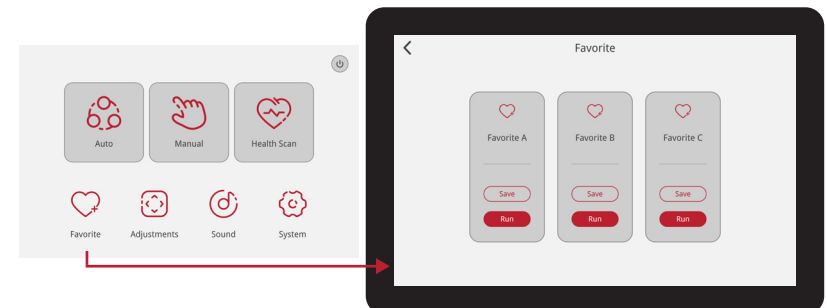 Auto
Manual
Health Scan
Favorite
Adjustments
Sound
System
Favorite
Favorite A
Favorite B
Favorite C
Save
Save
Save
Run
Run
Run